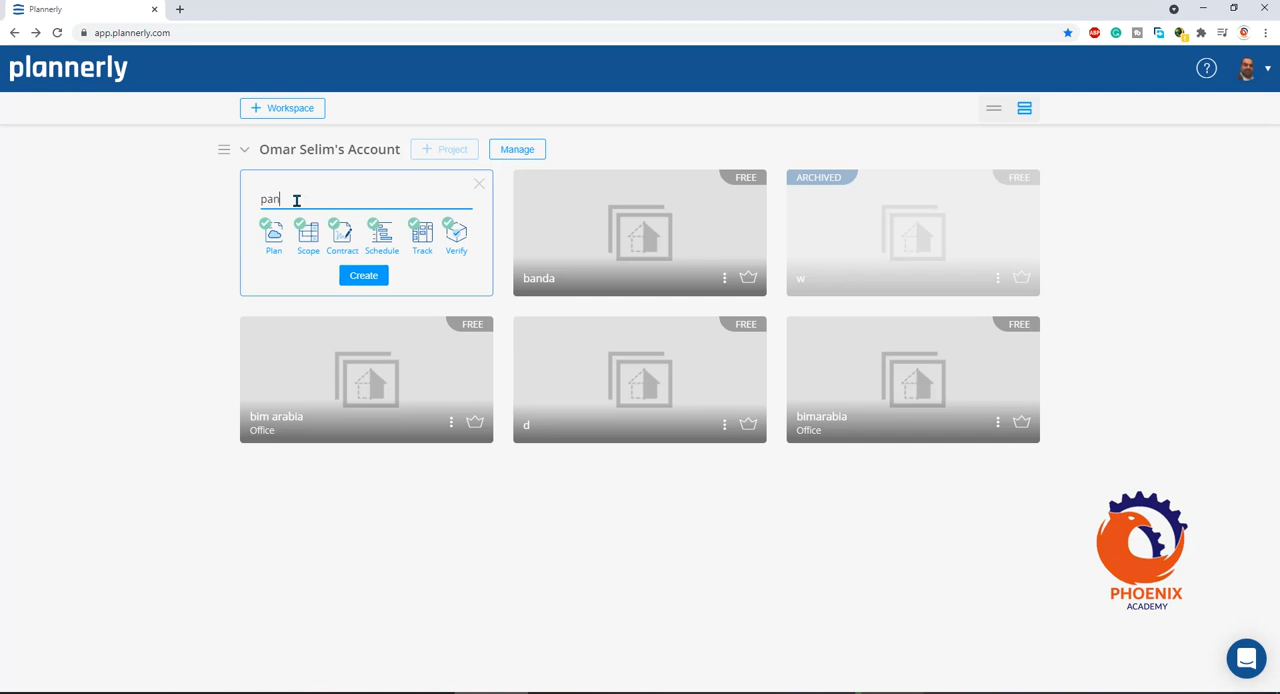 Plannerly
app.plannerly.com
plannerly
+ Workspace
Omar Selim's Account
+ Project
Manage
pan
Plan
Scope
Contract
Schedule
Track
Verify
Create
FREE
banda
ARCHIVED
FREE
w
FREE
bim arabia
Office
FREE
d
FREE
bimarabia
Office
PHOENIX
ACADEMY